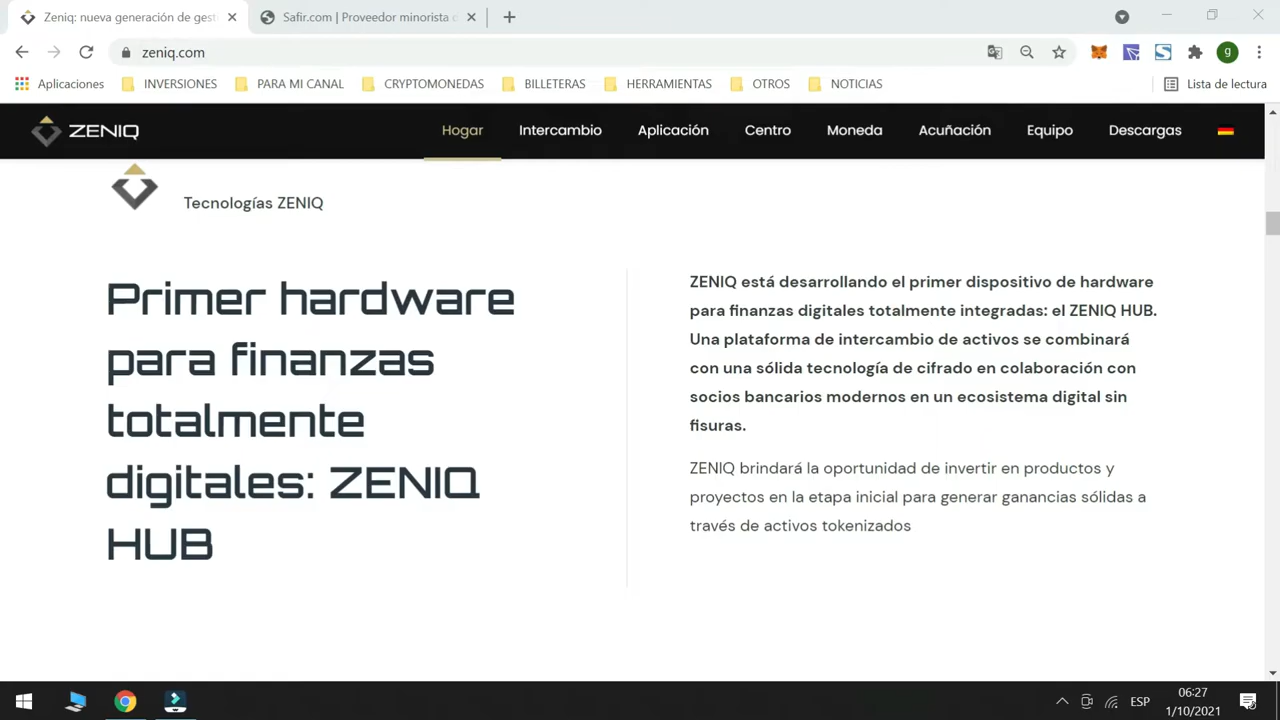 Zeniq: nueva generación de gest
Safir.com | Proveedor minorista d
zeniq.com
g
Aplicaciones
INVERSIONES
PARA MI CANAL
CRYPTOMONEDAS
BILLETERAS
HERRAMIENTAS
OTROS
NOTICIAS
Lista de lectura
ZENIQ
Hogar
Intercambio
Aplicación
Centro
Moneda
Acuñación
Equipo
Descargas
Tecnologías ZENIQ
Primer hardware
para finanzas
totalmente
digitales: ZENIQ
HUB
ZENIQ está desarrollando el primer dispositivo de hardware
para finanzas digitales totalmente integradas: el ZENIQ HUB.
Una plataforma de intercambio de activos se combinará
con una sólida tecnología de cifrado en colaboración con
socios bancarios modernos en un ecosistema digital sin
fisuras.
ZENIQ brindará la oportunidad de invertir en productos y
proyectos en la etapa inicial para generar ganancias sólidas a
través de activos tokenizados
ESP
06:27
1/10/2021